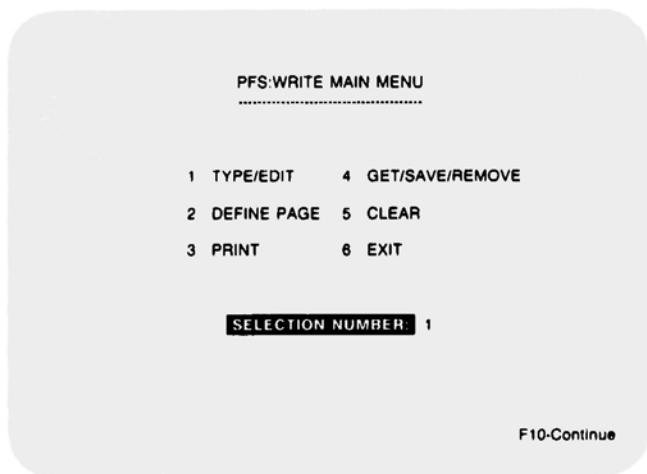 PFS:WRITE MAIN MENU
1 TYPE/EDIT 4 GET/SAVE/REMOVE
2 DEFINE PAGE 5 CLEAR
3 PRINT 6 EXIT
SELECTION NUMBER: 1
F10-Continue